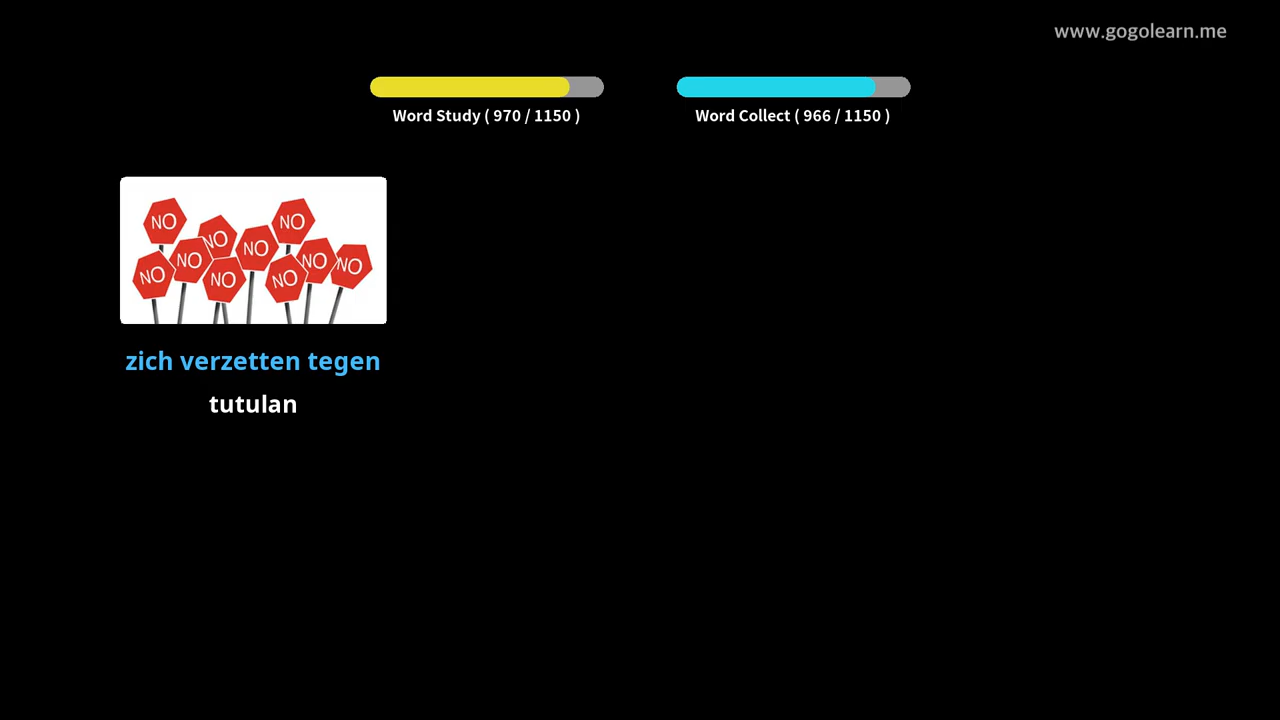 www.gogolearn.me
Word Study ( 970 / 1150 )
Word Collect ( 966 / 1150 )
NO
NO
NO
NO
NO
NO
NO
NO
NO
NO
zich verzetten tegen
tutulan